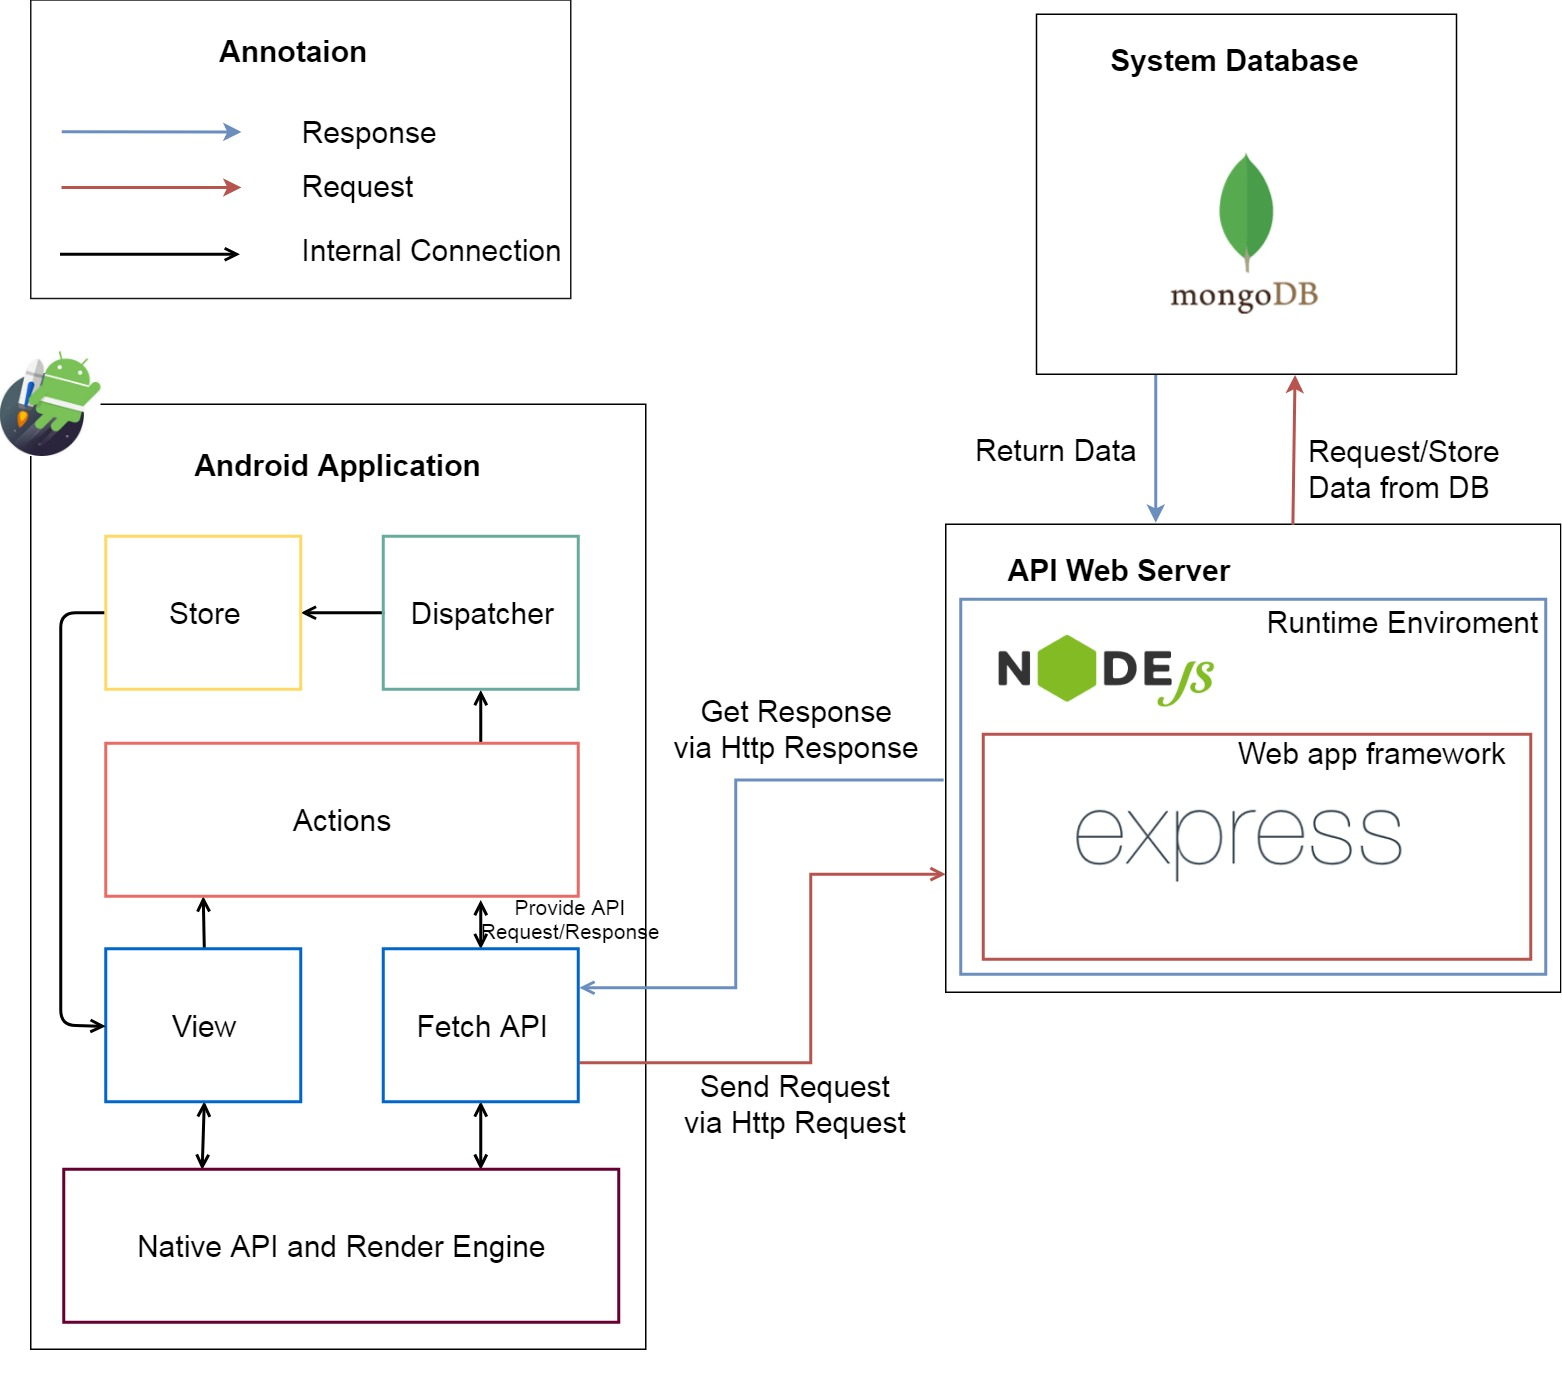 Annotaion
Response
Request
Internal Connection
System Database
mongoDB
Return Data
Request/Store
Data from DB
Android Application
Store
Dispatcher
Actions
Provide API
Request/Response
View
Fetch API
Native API and Render Engine
Get Response
via Http Response
Send Request
via Http Request
API Web Server
Runtime Enviroment
NODEjs
Web app framework
express